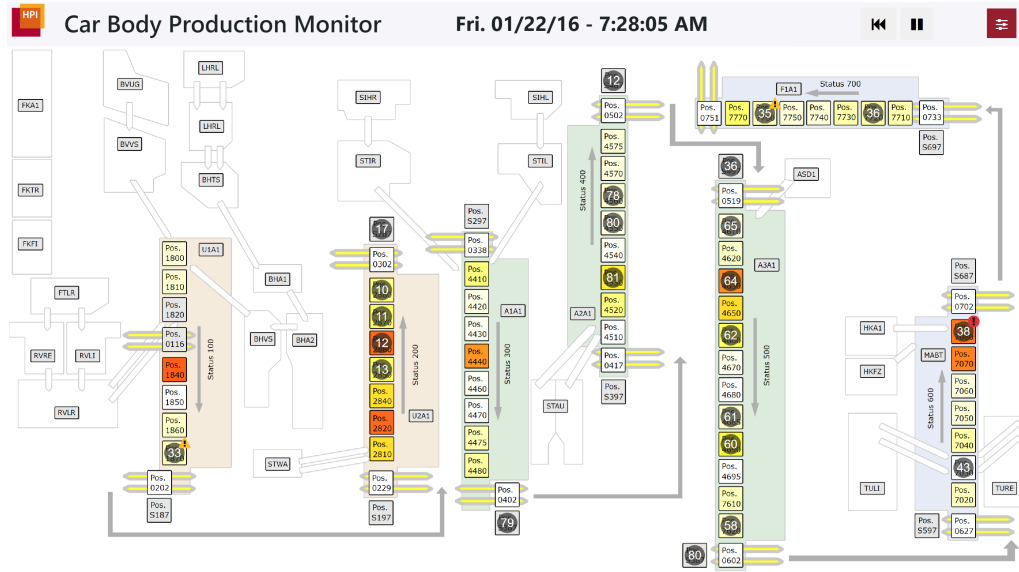 HPI
Car Body Production Monitor
Fri. 01/22/16 - 7:28:05 AM
FKA1
FKTR
FKFI
BVUG
BVVS
LHRL
LHRL
BHTS
FTLR
RVRE
RVLI
RVLR
U1A1
Pos. 1800
Pos. 1810
Pos. 1820
Pos. 0116
Pos. 1840
Pos. 1850
Pos. 1860
33
Pos. 0202
Pos. S187
Status 100
BHA1
BHVS
BHA2
STWA
SIHR
STIR
17
Pos. 0302
10
11
12
13
Pos. 2840
Pos. 2820
Pos. 2810
Pos. 0229
Pos. S197
Status 200
U2A1
SIHL
STIL
Pos. S297
Pos. 0338
Pos. 4410
Pos. 4420
Pos. 4430
Pos. 4440
Pos. 4460
Pos. 4470
Pos. 4475
Pos. 4480
Pos. 0402
79
A1A1
Status 300
STAU
12
Pos. 0502
Pos. 4575
Pos. 4570
78
80
Pos. 4540
81
Pos. 4520
Pos. 4510
Pos. 0417
Pos. S397
Status 400
A2A1
F1A1
Status 700
Pos. 0751
Pos. 7770
35
Pos. 7750
Pos. 7740
Pos. 7730
36
Pos. 7710
Pos. 0733
Pos. S697
36
Pos. 0519
65
Pos. 4620
64
Pos. 4650
62
Pos. 4670
Pos. 4680
61
60
Pos. 4695
Pos. 7610
58
80
Pos. 0602
ASD1
A3A1
Status 500
Pos. S687
Pos. 0702
38
Pos. 7070
Pos. 7060
Pos. 7050
Pos. 7040
43
Pos. 7020
Pos. 0627
Pos. S597
HKA1
HKFZ
MABT
Status 600
TULI
TURE